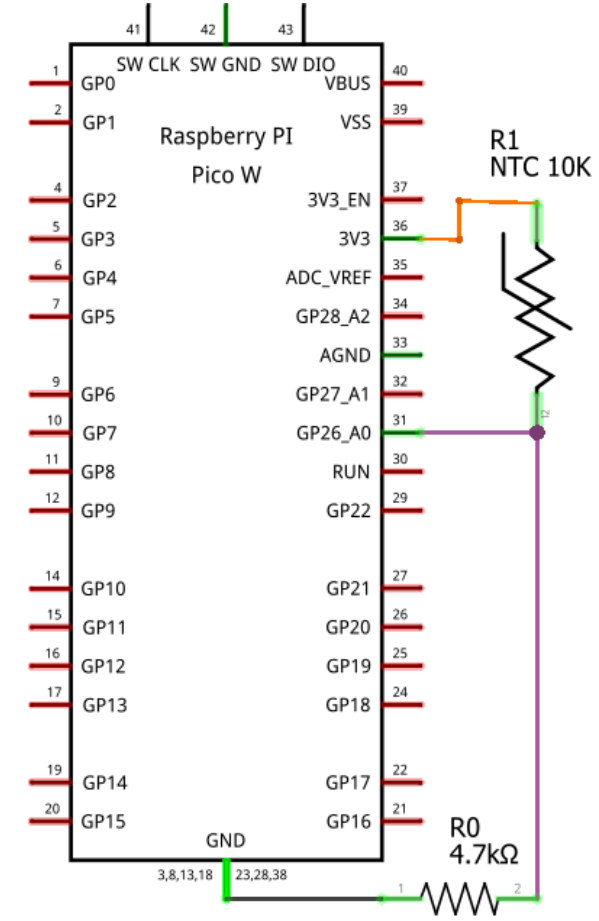 41 42 43
SW CLK SW GND SW DIO
1 GP0 VBUS 40
2 GP1 VSS 39
Raspberry PI
Pico W
R1
NTC 10K
4 GP2 3V3_EN 37
5 GP3 3V3 36
6 GP4 ADC_VREF 35
7 GP5 GP28_A2 34
AGND 33
9 GP6 GP27_A1 32
12
10 GP7 GP26_A0 31
11 GP8 RUN 30
12 GP9 GP22 29
14 GP10 GP21 27
15 GP11 GP20 26
16 GP12 GP19 25
17 GP13 GP18 24
19 GP14 GP17 22
20 GP15 GP16 21
GND
3,8,13,18 23,28,38
R0
4.7kΩ
1 2